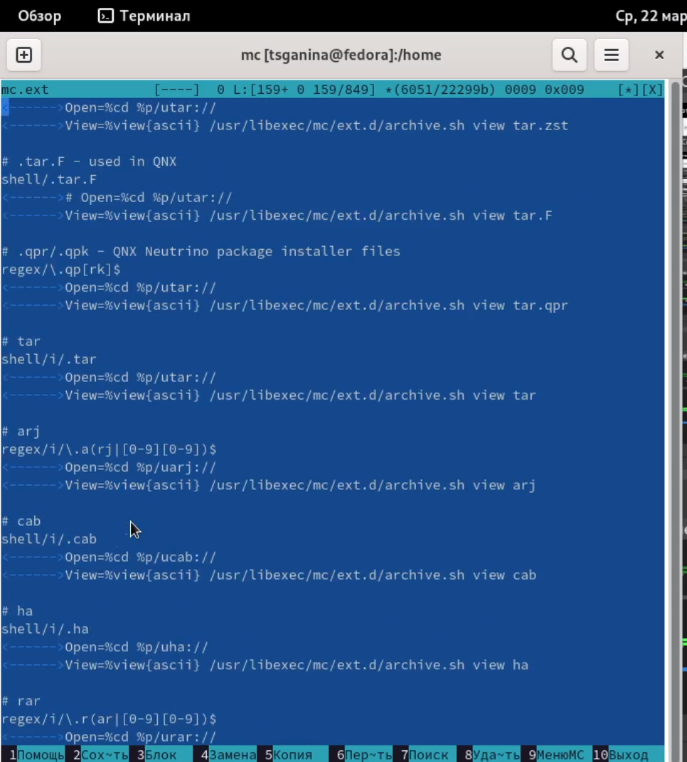 Обзор Терминал Ср, 22 мар
mc [tsganina@fedora]:/home
mc.ext [----] 0 L:[159+ 0 159/849] *(6051/22299b) 0009 0x009 [*][X]
<------>Open=%cd %p/utar://
<------>View=%view{ascii} /usr/libexec/mc/ext.d/archive.sh view tar.zst
# .tar.F - used in QNX
shell/.tar.F
<------># Open=%cd %p/utar://
<------>View=%view{ascii} /usr/libexec/mc/ext.d/archive.sh view tar.F
# .qpr/.qpk - QNX Neutrino package installer files
regex/\.qp[rk]$
<------>Open=%cd %p/utar://
<------>View=%view{ascii} /usr/libexec/mc/ext.d/archive.sh view tar.qpr
# tar
shell/i/.tar
<------>Open=%cd %p/utar://
<------>View=%view{ascii} /usr/libexec/mc/ext.d/archive.sh view tar
# arj
regex/i/\.a(rj|[0-9][0-9])$
<------>Open=%cd %p/uarj://
<------>View=%view{ascii} /usr/libexec/mc/ext.d/archive.sh view arj
# cab
shell/i/.cab
<------>Open=%cd %p/ucab://
<------>View=%view{ascii} /usr/libexec/mc/ext.d/archive.sh view cab
# ha
shell/i/.ha
<------>Open=%cd %p/uha://
<------>View=%view{ascii} /usr/libexec/mc/ext.d/archive.sh view ha
# rar
regex/i/\.r(ar|[0-9][0-9])$
<------>Open=%cd %p/urar://
1Помощь 2Сох~ть 3Блок 4Замена 5Копия 6Пер~ть 7Поиск 8Уда~ть 9МенюМС 10Выход